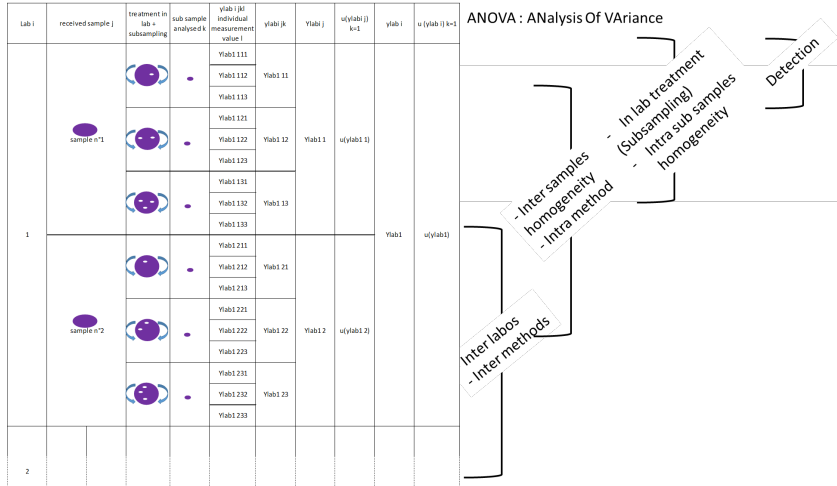 ANOVA : ANalysis Of VAriance
Lab i
received sample j
treatment in
lab +
subsampling
sub sample
analysed k
ylab i jkl
individual
measurement
value l
ylabi jk
Ylabi j
u(ylabi j)
k=1
ylab i
u (ylab i) k=1
1
sample n°1
Ylab1 111
Ylab1 112
Ylab1 113
Ylab1 11
Ylab1 121
Ylab1 122
Ylab1 123
Ylab1 12
Ylab1 131
Ylab1 132
Ylab1 133
Ylab1 13
Ylab1 1
u(ylab1 1)
sample n°2
Ylab1 211
Ylab1 212
Ylab1 213
Ylab1 21
Ylab1 221
Ylab1 222
Ylab1 223
Ylab1 22
Ylab1 231
Ylab1 232
Ylab1 233
Ylab1 23
Ylab1 2
u(ylab1 2)
Ylab1
u(ylab1)
2
Detection
- In lab treatment
(Subsampling)
- Intra sub samples
homogeneity
- Inter samples
homogeneity
- Intra method
Inter labos
- Inter methods